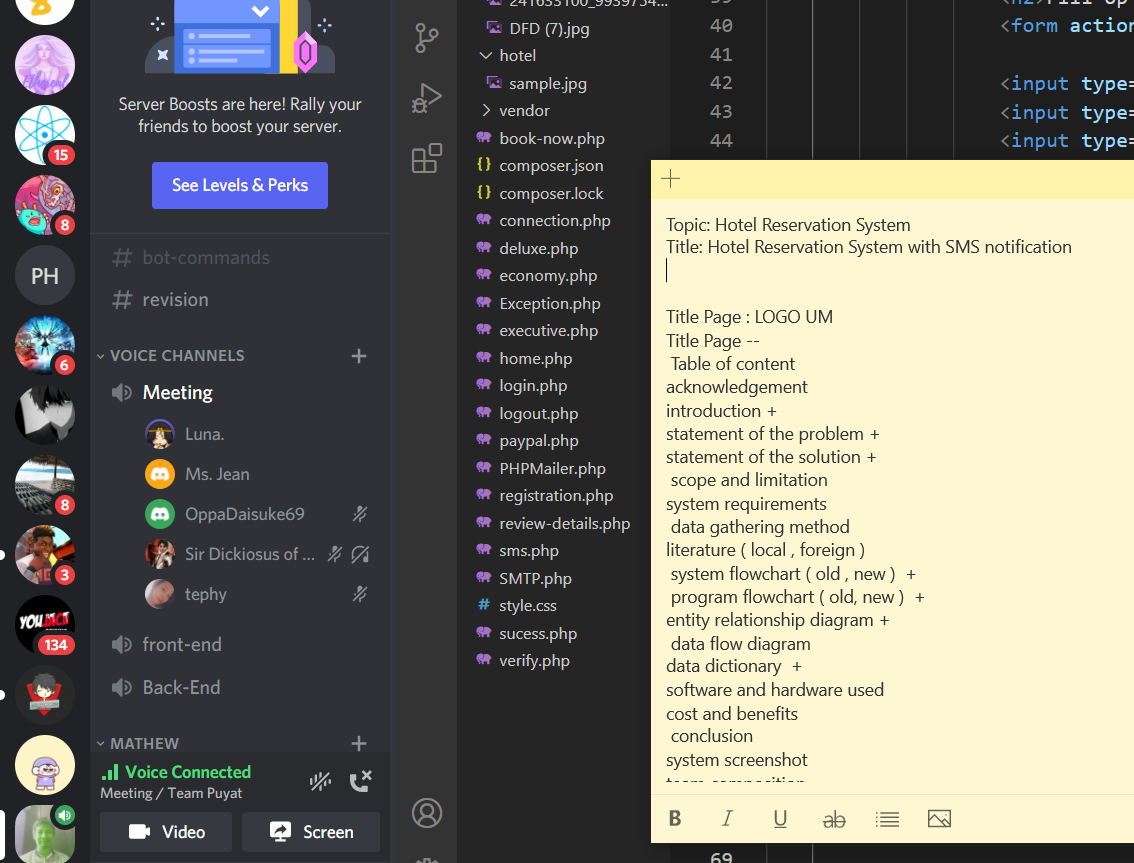 15
8
PH
6
8
3
YOU
134
Server Boosts are here! Rally your
friends to boost your server.
See Levels & Perks
# bot-commands
# revision
VOICE CHANNELS +
Meeting
Luna.
Ms. Jean
OppaDaisuke69
Sir Dickiosus of ...
tephy
front-end
Back-End
MATHEW +
Voice Connected
Meeting / Team Puyat
Video
Screen
DFD (7).jpg
hotel
sample.jpg
vendor
book-now.php
{} composer.json
{} composer.lock
connection.php
deluxe.php
economy.php
Exception.php
executive.php
home.php
login.php
logout.php
paypal.php
PHPMailer.php
registration.php
review-details.php
sms.php
SMTP.php
# style.css
sucess.php
verify.php
40 <form action
41
42 <input type=
43 <input type=
44 <input type=
69
+
Topic: Hotel Reservation System
Title: Hotel Reservation System with SMS notification
Title Page : LOGO UM
Title Page --
Table of content
acknowledgement
introduction +
statement of the problem +
statement of the solution +
scope and limitation
system requirements
data gathering method
literature ( local , foreign )
system flowchart ( old , new ) +
program flowchart ( old, new ) +
entity relationship diagram +
data flow diagram
data dictionary +
software and hardware used
cost and benefits
conclusion
system screenshot
B I U ab